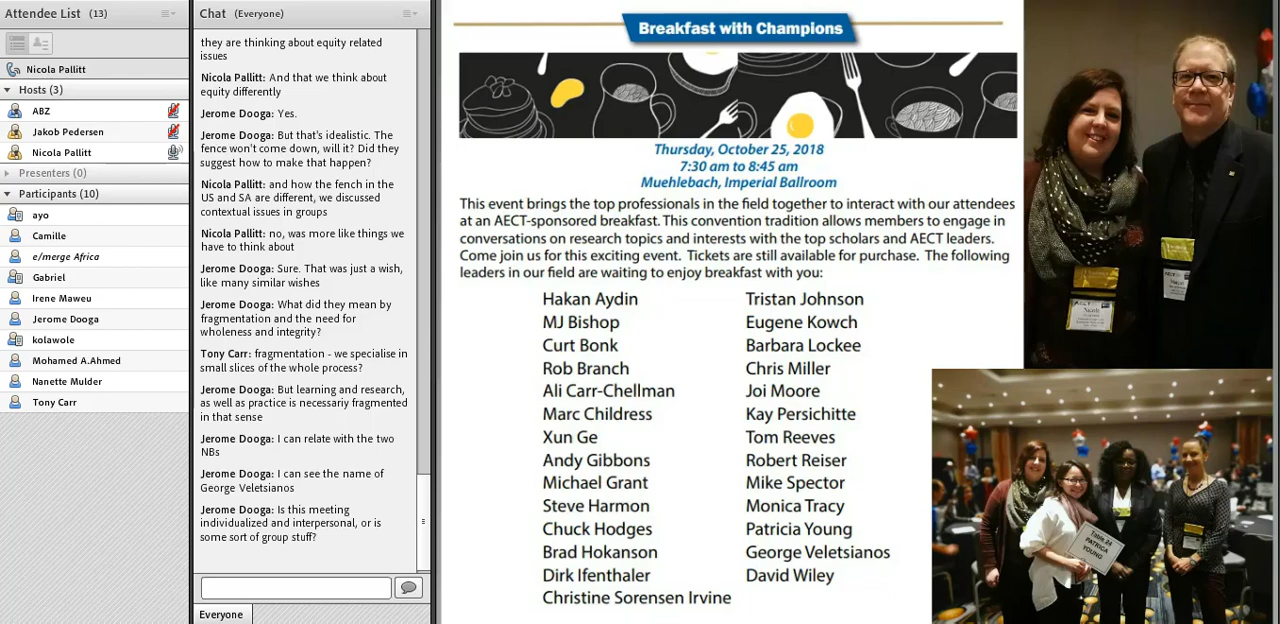 Attendee List (13)
Nicola Pallitt
Hosts (3)
ABZ
Jakob Pedersen
Nicola Pallitt
Presenters (0)
Participants (10)
ayo
Camille
e/merge Africa
Gabriel
Irene Maweu
Jerome Dooga
kolawole
Mohamed A.Ahmed
Nanette Mulder
Tony Carr
Chat (Everyone)
they are thinking about equity related
issues
Nicola Pallitt: And that we think about
equity differently
Jerome Dooga: Yes.
Jerome Dooga: But that's idealistic. The
fence won't come down, will it? Did they
suggest how to make that happen?
Nicola Pallitt: and how the fench in the
US and SA are different, we discussed
contextual issues in groups
Nicola Pallitt: no, was more like things we
have to think about
Jerome Dooga: Sure. That was just a wish,
like many similar wishes
Jerome Dooga: What did they mean by
fragmentation and the need for
wholeness and integrity?
Tony Carr: fragmentation - we specialise in
small slices of the whole process?
Jerome Dooga: But learning and research,
as well as practice is necessariy fragmented
in that sense
Jerome Dooga: I can relate with the two
NBs
Jerome Dooga: I can see the name of
George Veletsianos
Jerome Dooga: Is this meeting
individualized and interpersonal, or is
some sort of group stuff?
Everyone
Breakfast with Champions
Thursday, October 25, 2018
7:30 am to 8:45 am
Muehlebach, Imperial Ballroom
This event brings the top professionals in the field together to interact with our attendees
at an AECT-sponsored breakfast. This convention tradition allows members to engage in
conversations on research topics and interests with the top scholars and AECT leaders.
Come join us for this exciting event. Tickets are still available for purchase. The following
leaders in our field are waiting to enjoy breakfast with you:
Hakan Aydin
MJ Bishop
Curt Bonk
Rob Branch
Ali Carr-Chellman
Marc Childress
Xun Ge
Andy Gibbons
Michael Grant
Steve Harmon
Chuck Hodges
Brad Hokanson
Dirk Ifenthaler
Christine Sorensen Irvine
Tristan Johnson
Eugene Kowch
Barbara Lockee
Chris Miller
Joi Moore
Kay Persichitte
Tom Reeves
Robert Reiser
Mike Spector
Monica Tracy
Patricia Young
George Veletsianos
David Wiley
AECT
Table 24
PATRICIA
YOUNG